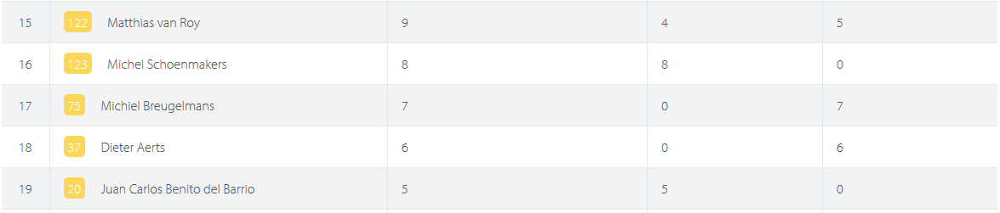 15 122 Matthias van Roy 9 4 5
16 123 Michel Schoenmakers 8 8 0
17 75 Michiel Breugelmans 7 0 7
18 37 Dieter Aerts 6 0 6
19 20 Juan Carlos Benito del Barrio 5 5 0